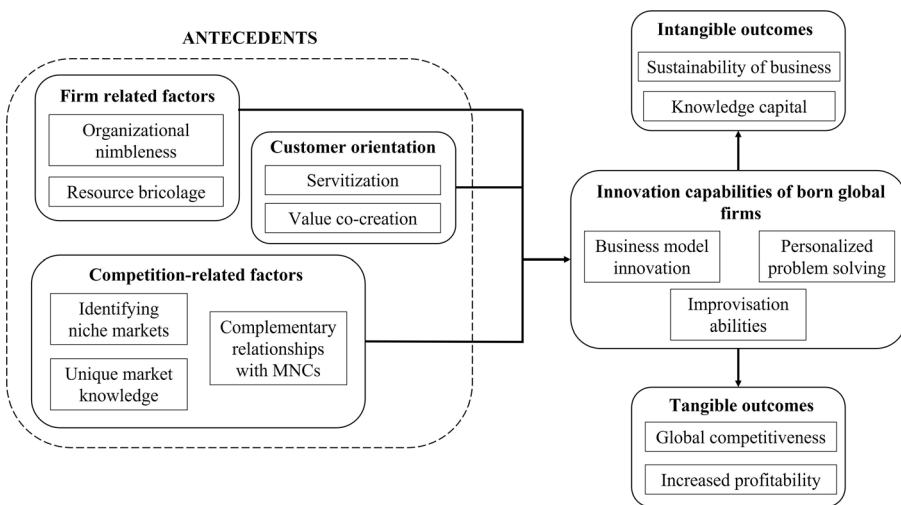 ANTECEDENTS
Firm related factors
Organizational
nimbleness
Resource bricolage
Customer orientation
Servitization
Value co-creation
Competition-related factors
Identifying
niche markets
Unique market
knowledge
Complementary
relationships
with MNCs
Intangible outcomes
Sustainability of business
Knowledge capital
Innovation capabilities of born global
firms
Business model
innovation
Personalized
problem solving
Improvisation
abilities
Tangible outcomes
Global competitiveness
Increased profitability